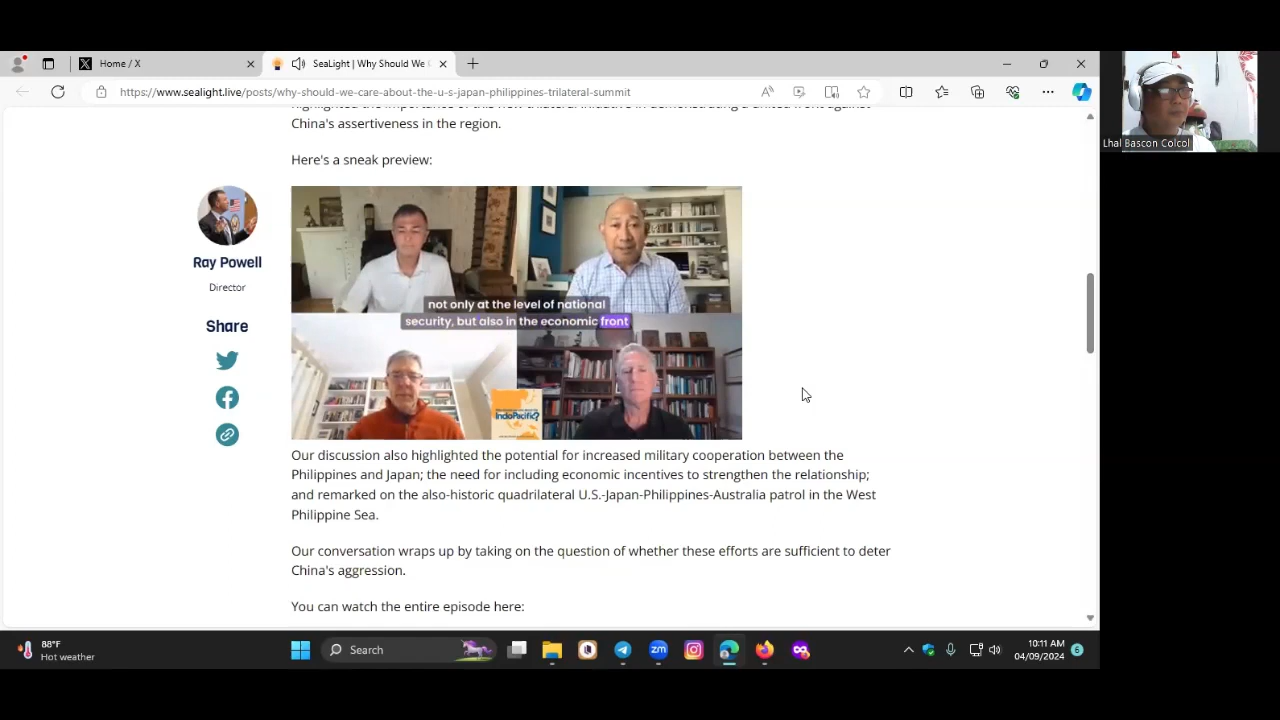 Home / X
SeaLight | Why Should We C
https://www.sealight.live/posts/why-should-we-care-about-the-u-s-japan-philippines-trilateral-summit
Lhal Bascon Colcol
China's assertiveness in the region.
Here's a sneak preview:
Ray Powell
Director
Share
not only at the level of national
security, but also in the economic front
IndoPacific?
Our discussion also highlighted the potential for increased military cooperation between the
Philippines and Japan; the need for including economic incentives to strengthen the relationship;
and remarked on the also-historic quadrilateral U.S.-Japan-Philippines-Australia patrol in the West
Philippine Sea.
Our conversation wraps up by taking on the question of whether these efforts are sufficient to deter
China's aggression.
You can watch the entire episode here:
88°F
Hot weather
Search
zm
10:11 AM
04/09/2024
6